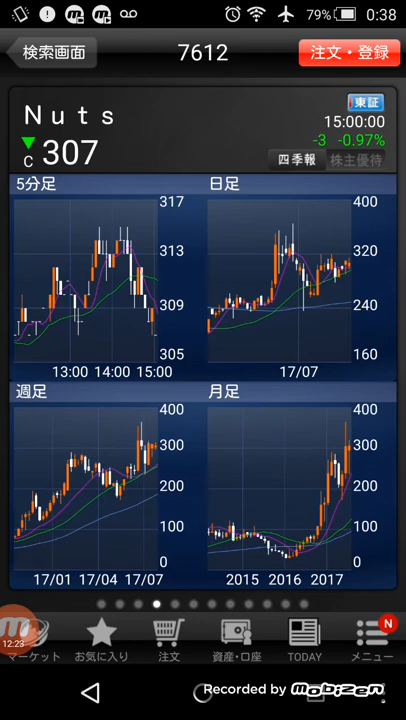 79% 0:38
検索画面 7612 注文・登録
Nuts 東証
15:00:00
-3 -0.97%
C 307 四季報 株主優待
5分足
317
313
309
305
13:00 14:00 15:00
日足
400
320
240
160
17/07
週足
400
300
200
100
0
17/01 17/04 17/07
月足
400
300
200
100
0
2015 2016 2017
12:23
マーケット お気に入り 注文 資産・口座 TODAY メニュー
N
Recorded by MOBIZEN